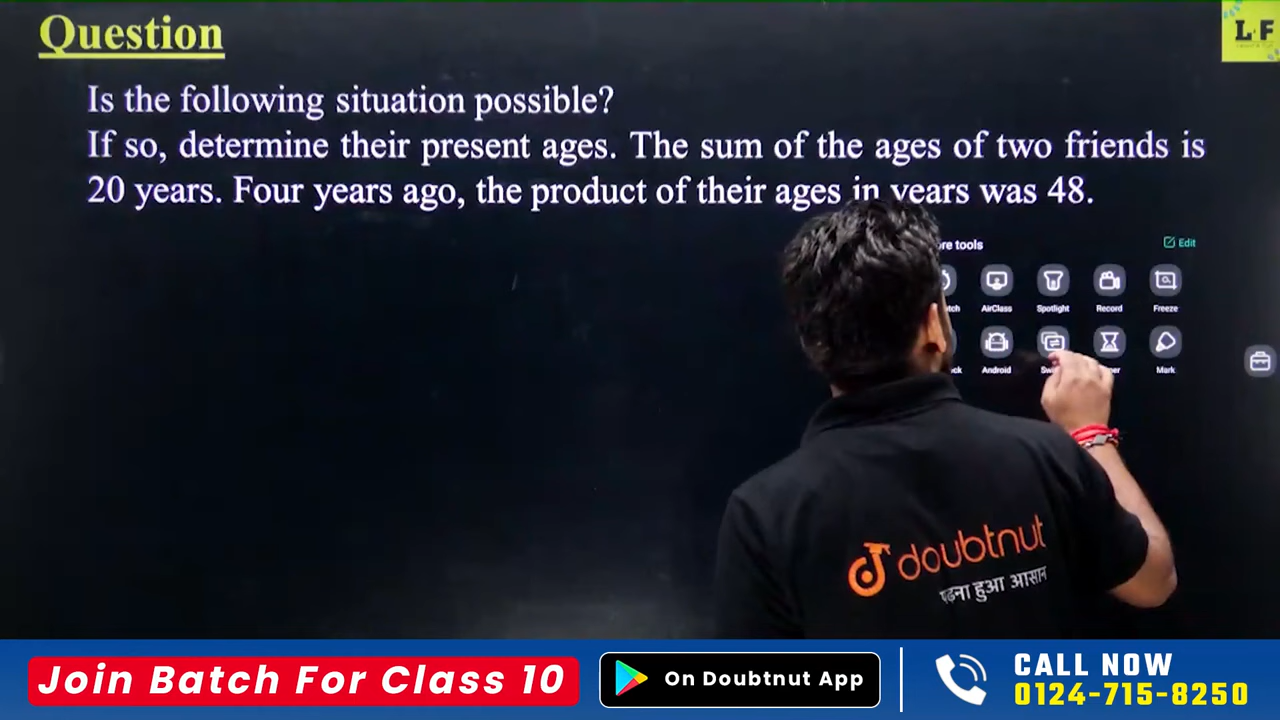 Question
L F
Is the following situation possible?
If so, determine their present ages. The sum of the ages of two friends is
20 years. Four years ago, the product of their ages in years was 48.
tools
Edit
AirClass Spotlight Record Freeze
Android Mark
doubtnut
पढ़ना हुआ आसान
Join Batch For Class 10
On Doubtnut App
CALL NOW
0124-715-8250